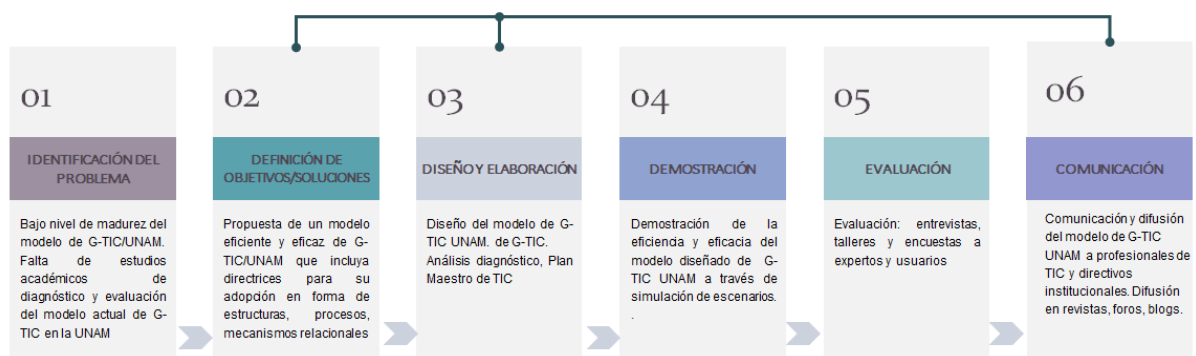 01
IDENTIFICACIÓN DEL
PROBLEMA
Bajo nivel de madurez del
modelo de G-TIC/UNAM.
Falta de estudios
académicos de
diagnóstico y evaluación
del modelo actual de G-
TIC en la UNAM
02
DEFINICIÓN DE
OBJETIVOS/SOLUCIONES
Propuesta de un modelo
eficiente y eficaz de G-
TIC/UNAM que incluya
directrices para su
adopción en forma de
estructuras, procesos,
mecanismos relacionales
03
DISEÑO Y ELABORACIÓN
Diseño del modelo de G-
TIC UNAM. de G-TIC.
Análisis diagnóstico, Plan
Maestro de TIC
04
DEMOSTRACIÓN
Demostración de la
eficiencia y eficacia del
modelo diseñado de G-
TIC UNAM a través de
simulación de escenarios.
.
05
EVALUACIÓN
Evaluación: entrevistas,
talleres y encuestas a
expertos y usuarios
06
COMUNICACIÓN
Comunicación y difusión
del modelo de G-TIC
UNAM a profesionales de
TIC y directivos
institucionales. Difusión
en revistas, foros, blogs.